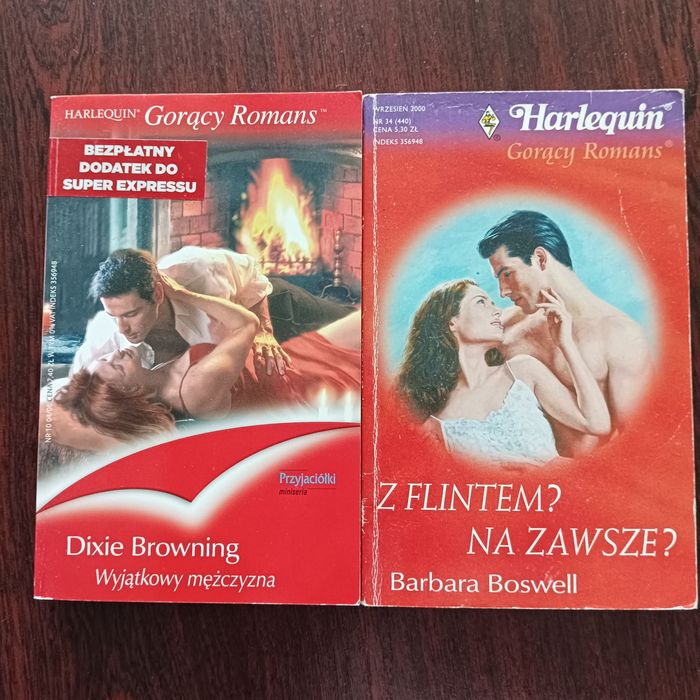 HARLEQUIN® Gorący Romans™
BEZPŁATNY
DODATEK DO
SUPER EXPRESSU
Przyjaciółki
miniseria
Dixie Browning
Wyjątkowy mężczyzna
WRZESIEŃ 2000
NR 34 (440)
CENA 5,30 ZŁ
INDEKS 356948
Harlequin®
Gorący Romans®
Z FLINTEM?
NA ZAWSZE?
Barbara Boswell